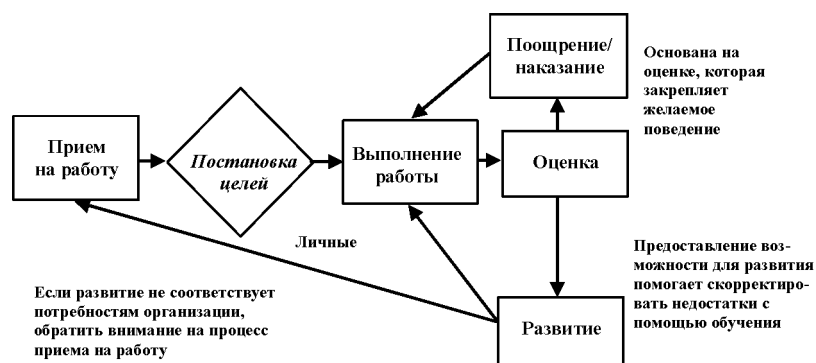 Поощрение/
наказание
Основана на
оценке, которая
закрепляет
желаемое
поведение
Прием
на работу
Постановка
целей
Выполнение
работы
Оценка
Личные
Если развитие не соответствует
потребностям организации,
обратить внимание на процесс
приема на работу
Развитие
Предоставление воз-
можности для развития
помогает скорректиро-
вать недостатки с
помощью обучения